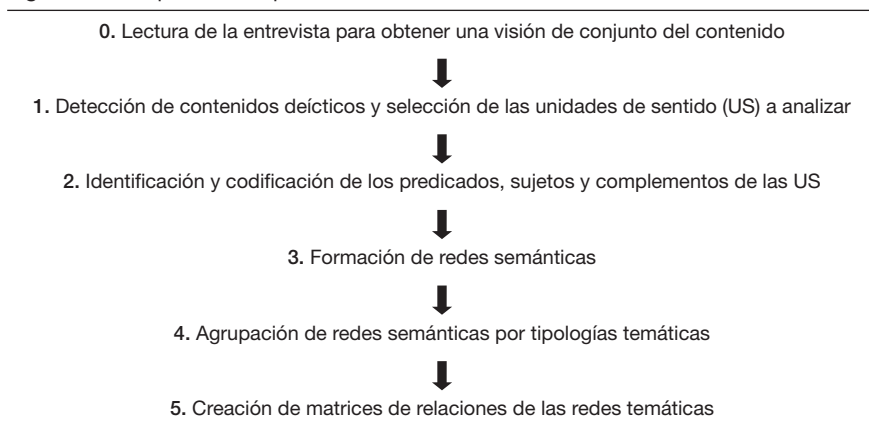 0. Lectura de la entrevista para obtener una visión de conjunto del contenido
1. Detección de contenidos deícticos y selección de las unidades de sentido (US) a analizar
2. Identificación y codificación de los predicados, sujetos y complementos de las US
3. Formación de redes semánticas
4. Agrupación de redes semánticas por tipologías temáticas
5. Creación de matrices de relaciones de las redes temáticas